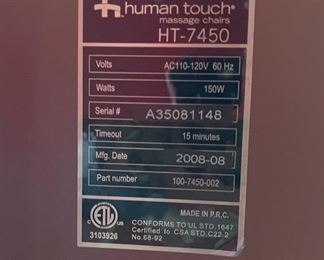 human touch®
massage chairs
HT-7450
Volts AC110-120V 60 Hz
Watts 150W
Serial # A35081148
Timeout 15 minutes
Mfg. Date 2008-08
Part number 100-7450-002
MADE IN P.R.C.
CONFORMS TO UL STD.1647
Certified to CSA STD.C22.2
No.68-92
C US
ETL
3103926